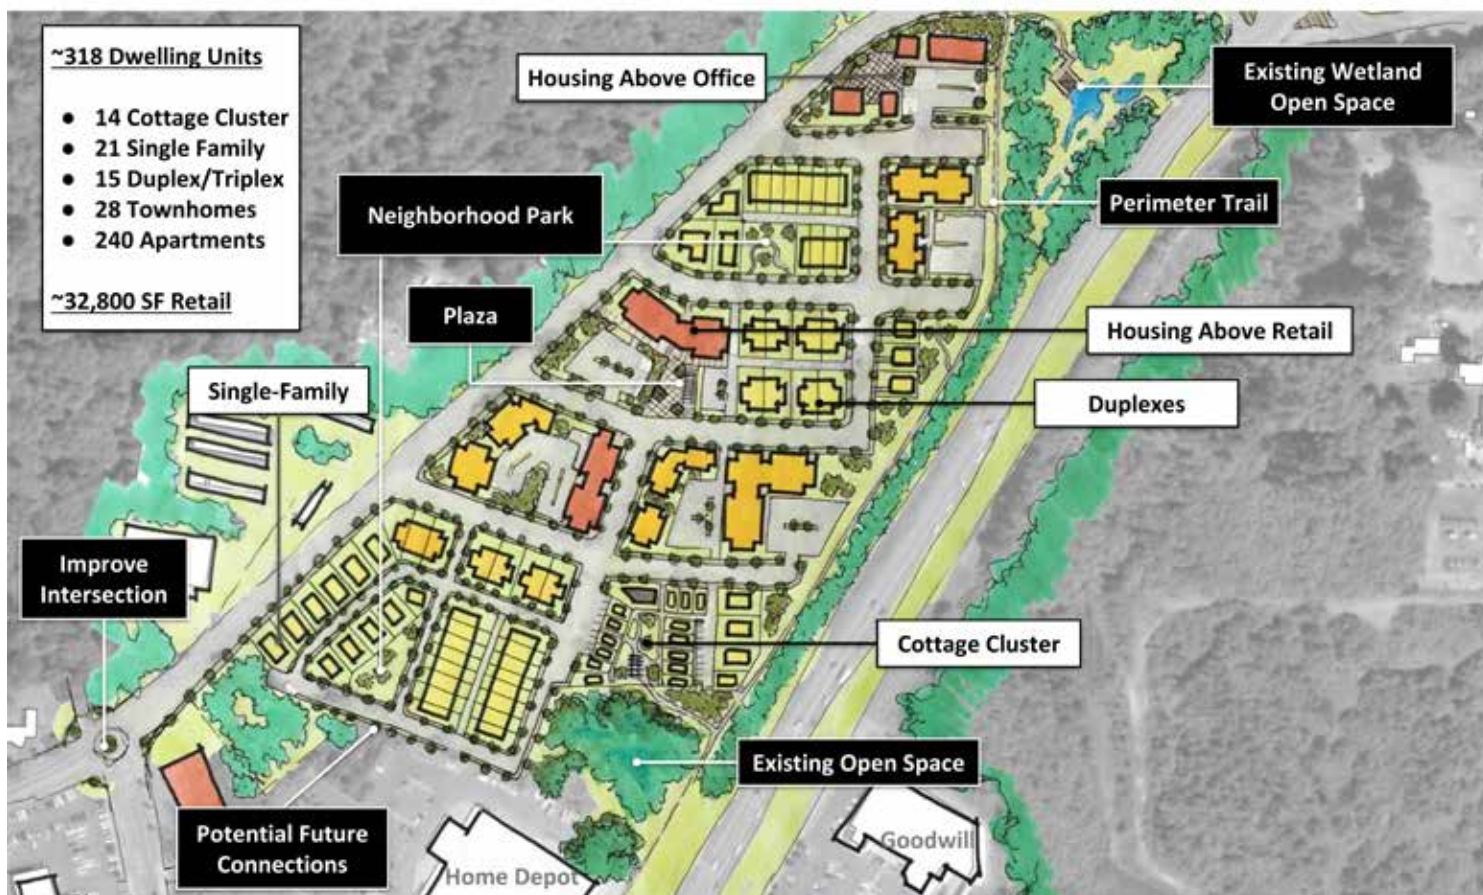 ~318 Dwelling Units
● 14 Cottage Cluster
● 21 Single Family
● 15 Duplex/Triplex
● 28 Townhomes
● 240 Apartments
~32,800 SF Retail
Housing Above Office
Existing Wetland
Open Space
Neighborhood Park
Perimeter Trail
Plaza
Housing Above Retail
Single-Family
Duplexes
Improve
Intersection
Cottage Cluster
Existing Open Space
Potential Future
Connections
Goodwill
Home Depot